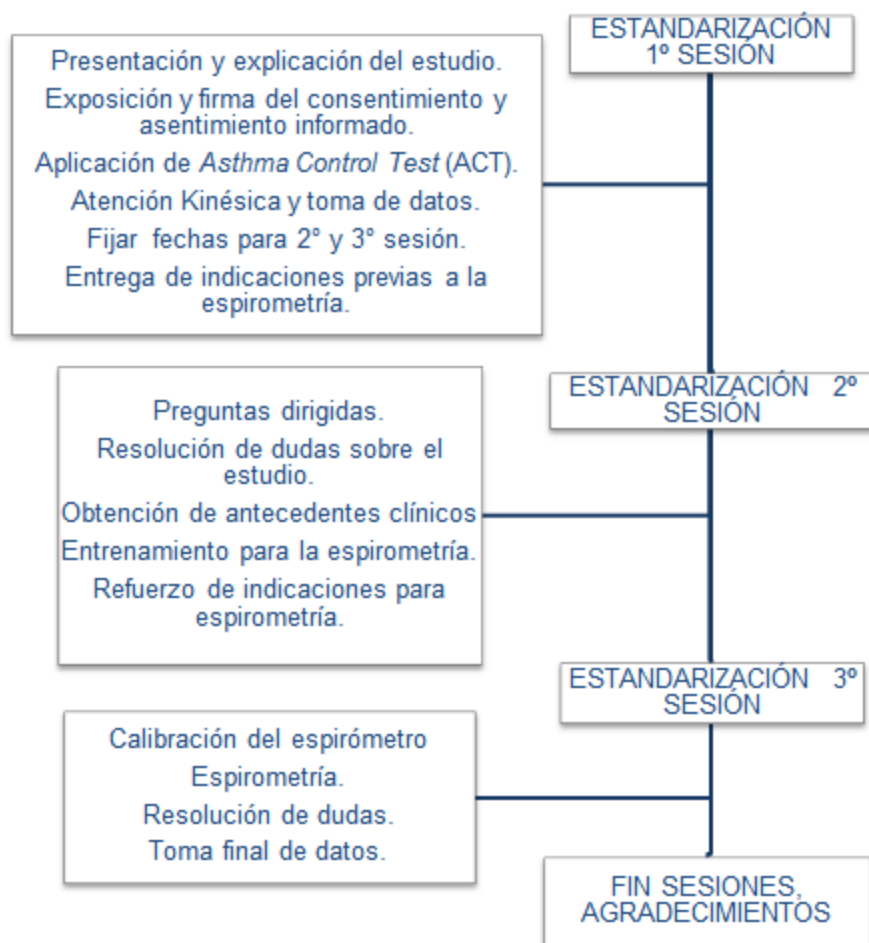 ESTANDARIZACIÓN
1º SESIÓN
Presentación y explicación del estudio.
Exposición y firma del consentimiento y
asentimiento informado.
Aplicación de Asthma Control Test (ACT).
Atención Kinésica y toma de datos.
Fijar fechas para 2° y 3° sesión.
Entrega de indicaciones previas a la
espirometría.
ESTANDARIZACIÓN 2º
SESIÓN
Preguntas dirigidas.
Resolución de dudas sobre el
estudio.
Obtención de antecedentes clínicos
Entrenamiento para la espirometría.
Refuerzo de indicaciones para
espirometría.
ESTANDARIZACIÓN 3º
SESIÓN
Calibración del espirómetro
Espirometría.
Resolución de dudas.
Toma final de datos.
FIN SESIONES,
AGRADECIMIENTOS